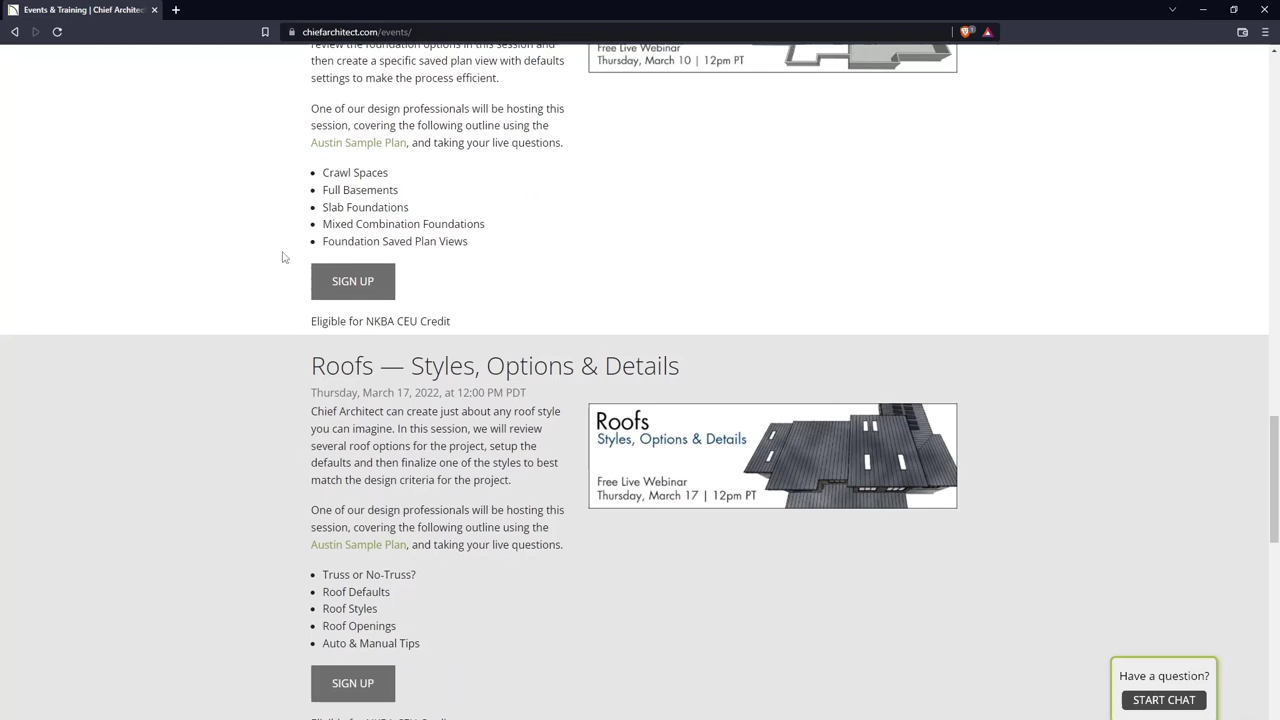 Events & Training | Chief Architect
chiefarchitect.com/events/
review the foundation options in this session and
then create a specific saved plan view with defaults
settings to make the process efficient.
Free Live Webinar
Thursday, March 10 | 12pm PT
One of our design professionals will be hosting this
session, covering the following outline using the
Austin Sample Plan, and taking your live questions.
• Crawl Spaces
• Full Basements
• Slab Foundations
• Mixed Combination Foundations
• Foundation Saved Plan Views
SIGN UP
Eligible for NKBA CEU Credit
Roofs — Styles, Options & Details
Thursday, March 17, 2022, at 12:00 PM PDT
Chief Architect can create just about any roof style
you can imagine. In this session, we will review
several roof options for the project, setup the
defaults and then finalize one of the styles to best
match the design criteria for the project.
Roofs
Styles, Options & Details
Free Live Webinar
Thursday, March 17 | 12pm PT
One of our design professionals will be hosting this
session, covering the following outline using the
Austin Sample Plan, and taking your live questions.
• Truss or No-Truss?
• Roof Defaults
• Roof Styles
• Roof Openings
• Auto & Manual Tips
SIGN UP
Have a question?
START CHAT